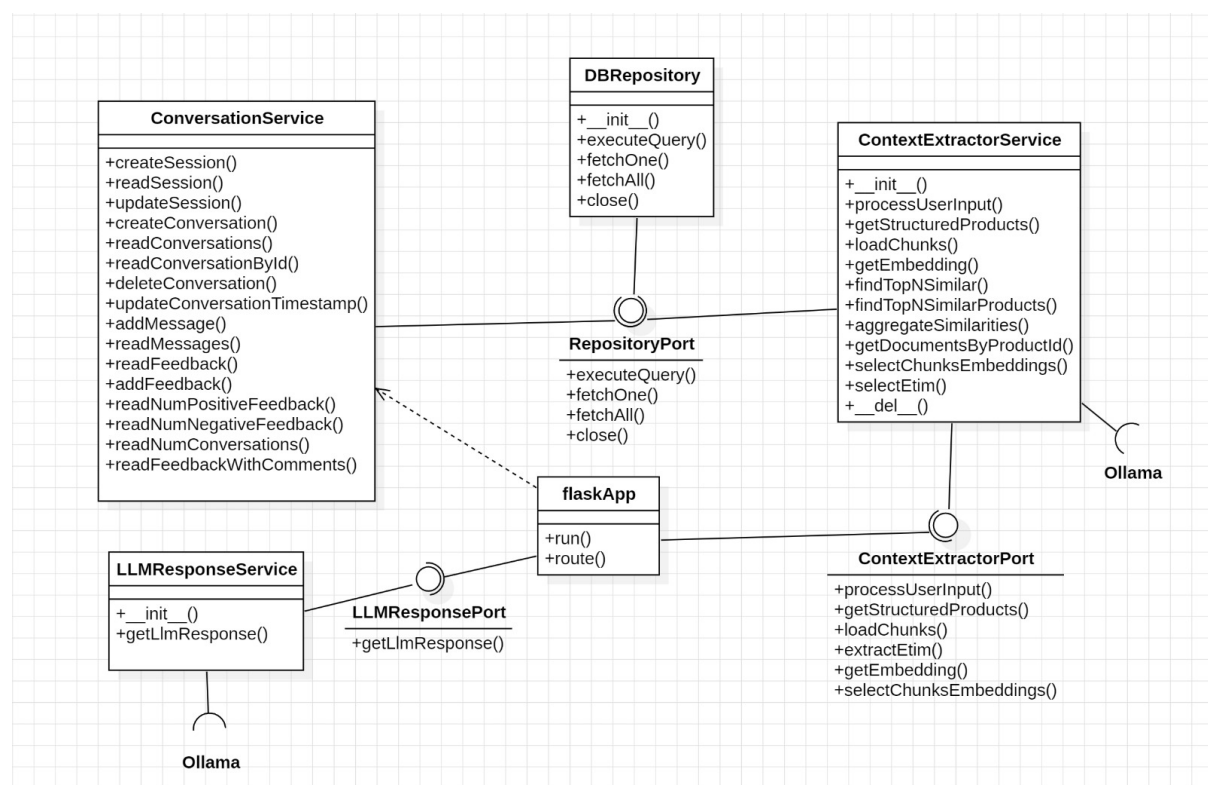 ConversationService
+createSession()
+readSession()
+updateSession()
+createConversation()
+readConversations()
+readConversationById()
+deleteConversation()
+updateConversationTimestamp()
+addMessage()
+readMessages()
+readFeedback()
+addFeedback()
+readNumPositiveFeedback()
+readNumNegativeFeedback()
+readNumConversations()
+readFeedbackWithComments()
DBRepository
+__init__()
+executeQuery()
+fetchOne()
+fetchAll()
+close()
ContextExtractorService
+__init__()
+processUserInput()
+getStructuredProducts()
+loadChunks()
+getEmbedding()
+findTopNSimilar()
+findTopNSimilarProducts()
+aggregateSimilarities()
+getDocumentsByProductId()
+selectChunksEmbeddings()
+selectEtim()
+__del__()
RepositoryPort
+executeQuery()
+fetchOne()
+fetchAll()
+close()
Ollama
flaskApp
+run()
+route()
LLMResponseService
+__init__()
+getLlmResponse()
LLMResponsePort
+getLlmResponse()
ContextExtractorPort
+processUserInput()
+getStructuredProducts()
+loadChunks()
+extractEtim()
+getEmbedding()
+selectChunksEmbeddings()
Ollama